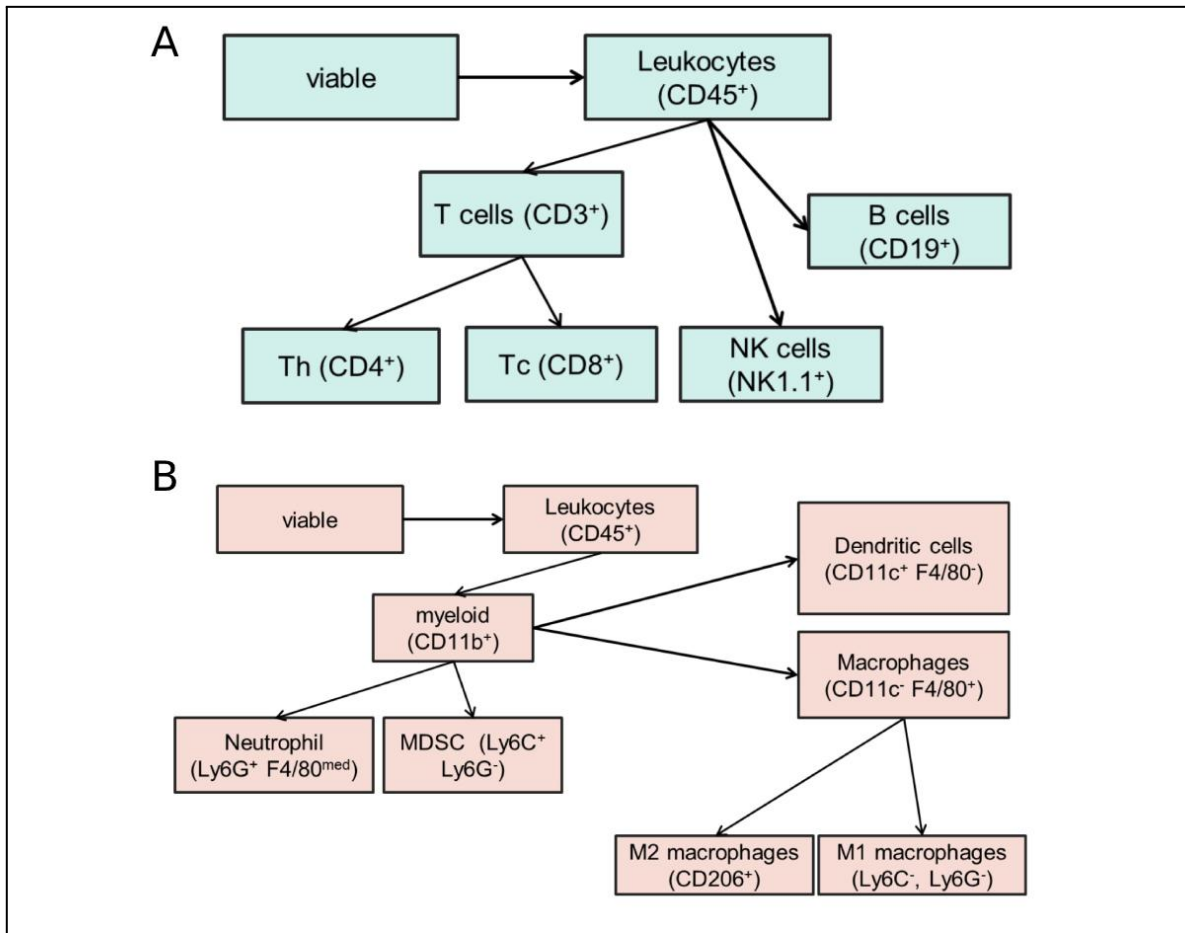 A
viable
Leukocytes
(CD45⁺)
T cells (CD3⁺)
B cells
(CD19⁺)
Th (CD4⁺)
Tc (CD8⁺)
NK cells
(NK1.1⁺)
B
viable
Leukocytes
(CD45⁺)
Dendritic cells
(CD11c⁺ F4/80⁻)
myeloid
(CD11b⁺)
Macrophages
(CD11c⁻ F4/80⁺)
Neutrophil
(Ly6G⁺ F4/80ᵐᵉᵈ)
MDSC (Ly6C⁺
Ly6G⁻)
M2 macrophages
(CD206⁺)
M1 macrophages
(Ly6C⁻, Ly6G⁻)